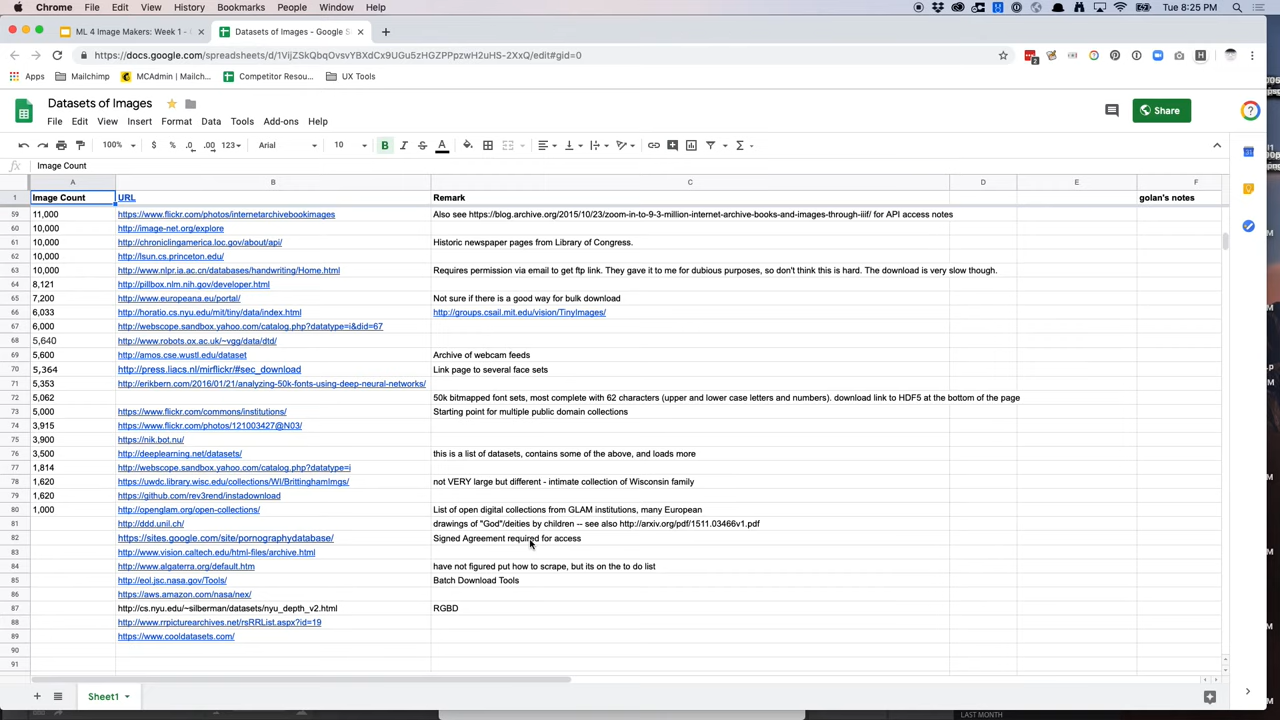 Chrome File Edit View History Bookmarks People Window Help Tue 8:25 PM
ML 4 Image Makers: Week 1 - Datasets of Images - Google S
https://docs.google.com/spreadsheets/d/1VijZSkQbqOvsvYBXdCx9UGu5zHGZPPpzwH2uHS-2XxQ/edit#gid=0
Apps Mailchimp MCAdmin | Mailch... Competitor Resou... UX Tools
Datasets of Images
File Edit View Insert Format Data Tools Add-ons Help
Share
100% $ % .0 .00 123 Arial 10 B I S A
fx Image Count
A B C D E F
1 Image Count URL Remark golan's notes
59 11,000 https://www.flickr.com/photos/internetarchivebookimages Also see https://blog.archive.org/2015/10/23/zoom-in-to-9-3-million-internet-archive-books-and-images-through-iiif/ for API access notes
60 10,000 http://image-net.org/explore
61 10,000 http://chroniclingamerica.loc.gov/about/api/ Historic newspaper pages from Library of Congress.
62 10,000 http://lsun.cs.princeton.edu/
63 10,000 http://www.nlpr.ia.ac.cn/databases/handwriting/Home.html Requires permission via email to get ftp link. They gave it to me for dubious purposes, so don't think this is hard. The download is very slow though.
64 8,121 http://pillbox.nlm.nih.gov/developer.html
65 7,200 http://www.europeana.eu/portal/ Not sure if there is a good way for bulk download
66 6,033 http://horatio.cs.nyu.edu/mit/tiny/data/index.html http://groups.csail.mit.edu/vision/TinyImages/
67 6,000 http://webscope.sandbox.yahoo.com/catalog.php?datatype=i&did=67
68 5,640 http://www.robots.ox.ac.uk/~vgg/data/dtd/
69 5,600 http://amos.cse.wustl.edu/dataset Archive of webcam feeds
70 5,364 http://press.liacs.nl/mirflickr/#sec_download Link page to several face sets
71 5,353 http://erikbern.com/2016/01/21/analyzing-50k-fonts-using-deep-neural-networks/
72 5,062 50k bitmapped font sets, most complete with 62 characters (upper and lower case letters and numbers). download link to HDF5 at the bottom of the page
73 5,000 https://www.flickr.com/commons/institutions/ Starting point for multiple public domain collections
74 3,915 https://www.flickr.com/photos/121003427@N03/
75 3,900 https://nik.bot.nu/
76 3,500 http://deeplearning.net/datasets/ this is a list of datasets, contains some of the above, and loads more
77 1,814 http://webscope.sandbox.yahoo.com/catalog.php?datatype=i
78 1,620 https://uwdc.library.wisc.edu/collections/WI/BrittinghamImgs/ not VERY large but different - intimate collection of Wisconsin family
79 1,620 https://github.com/rev3rend/instadownload
80 1,000 http://openglam.org/open-collections/ List of open digital collections from GLAM institutions, many European
81 http://ddd.unil.ch/ drawings of "God"/deities by children -- see also http://arxiv.org/pdf/1511.03466v1.pdf
82 https://sites.google.com/site/pornographydatabase/ Signed Agreement required for access
83 http://www.vision.caltech.edu/html-files/archive.html
84 http://www.algaterra.org/default.htm have not figured put how to scrape, but its on the to do list
85 http://eol.jsc.nasa.gov/Tools/ Batch Download Tools
86 https://aws.amazon.com/nasa/nex/
87 http://cs.nyu.edu/~silberman/datasets/nyu_depth_v2.html RGBD
88 http://www.rrpicturearchives.net/rsRRList.aspx?id=19
89 https://www.cooldatasets.com/
90
91
Sheet1
LAST MONTH